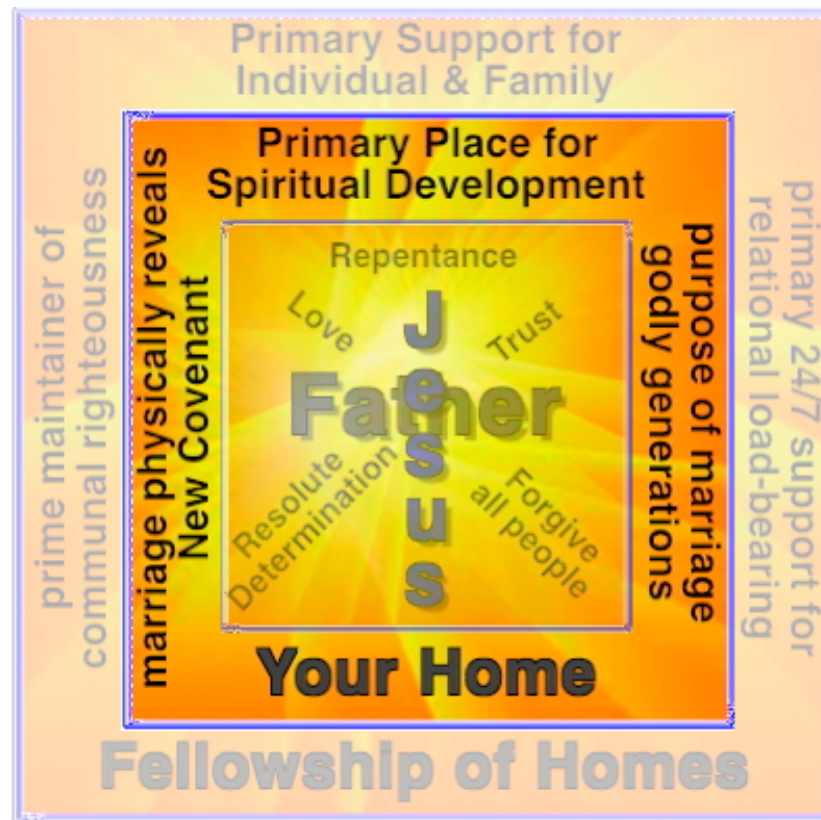 Primary Support for
Individual & Family
prime maintainer of
communal righteousness
primary 24/7 support for
relational load-bearing
Primary Place for
Spiritual Development
marriage physically reveals
New Covenant
purpose of marriage
godly generations
Repentance
Love
Trust
Jesus
Father
Resolute
Determination
Forgive
all people
Your Home
Fellowship of Homes